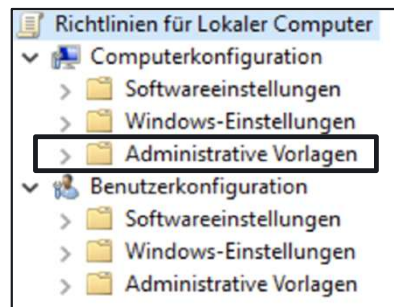 Richtlinien für Lokaler Computer
Computerkonfiguration
Softwareeinstellungen
Windows-Einstellungen
Administrative Vorlagen
Benutzerkonfiguration
Softwareeinstellungen
Windows-Einstellungen
Administrative Vorlagen